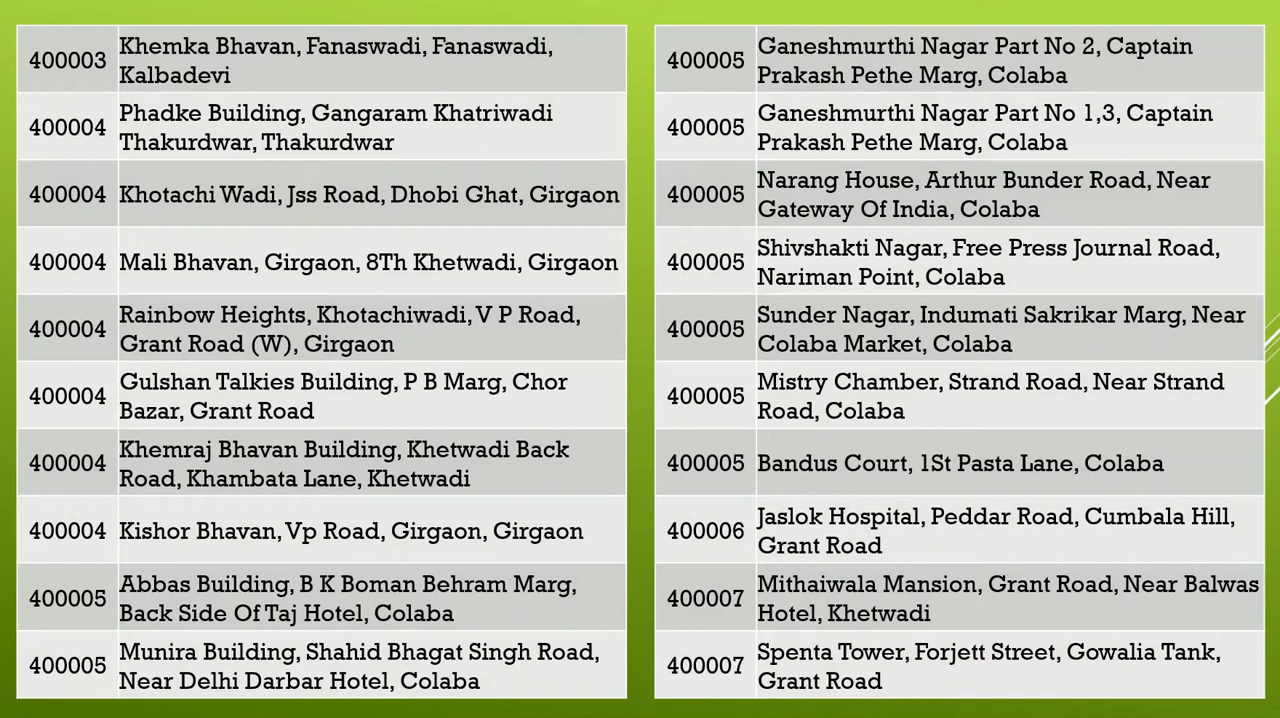 400003
Khemka Bhavan, Fanaswadi, Fanaswadi,
Kalbadevi
400004
Phadke Building, Gangaram Khatriwadi
Thakurdwar, Thakurdwar
400004
Khotachi Wadi, Jss Road, Dhobi Ghat, Girgaon
400004
Mali Bhavan, Girgaon, 8Th Khetwadi, Girgaon
400004
Rainbow Heights, Khotachiwadi, V P Road,
Grant Road (W), Girgaon
400004
Gulshan Talkies Building, P B Marg, Chor
Bazar, Grant Road
400004
Khemraj Bhavan Building, Khetwadi Back
Road, Khambata Lane, Khetwadi
400004
Kishor Bhavan, Vp Road, Girgaon, Girgaon
400005
Abbas Building, B K Boman Behram Marg,
Back Side Of Taj Hotel, Colaba
400005
Munira Building, Shahid Bhagat Singh Road,
Near Delhi Darbar Hotel, Colaba
400005
Ganeshmurthi Nagar Part No 2, Captain
Prakash Pethe Marg, Colaba
400005
Ganeshmurthi Nagar Part No 1,3, Captain
Prakash Pethe Marg, Colaba
400005
Narang House, Arthur Bunder Road, Near
Gateway Of India, Colaba
400005
Shivshakti Nagar, Free Press Journal Road,
Nariman Point, Colaba
400005
Sunder Nagar, Indumati Sakrikar Marg, Near
Colaba Market, Colaba
400005
Mistry Chamber, Strand Road, Near Strand
Road, Colaba
400005
Bandus Court, 1St Pasta Lane, Colaba
400006
Jaslok Hospital, Peddar Road, Cumbala Hill,
Grant Road
400007
Mithaiwala Mansion, Grant Road, Near Balwas
Hotel, Khetwadi
400007
Spenta Tower, Forjett Street, Gowalia Tank,
Grant Road